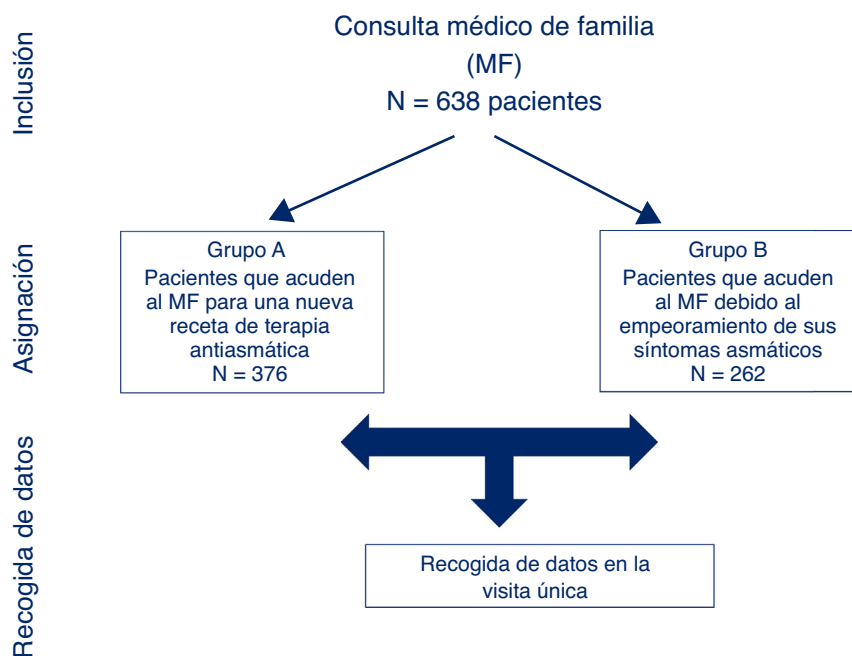 Inclusión
Consulta médico de familia
(MF)
N = 638 pacientes
Asignación
Grupo A
Pacientes que acuden
al MF para una nueva
receta de terapia
antiasmática
N = 376
Grupo B
Pacientes que acuden
al MF debido al
empeoramiento de sus
síntomas asmáticos
N = 262
Recogida de datos
Recogida de datos en la
visita única